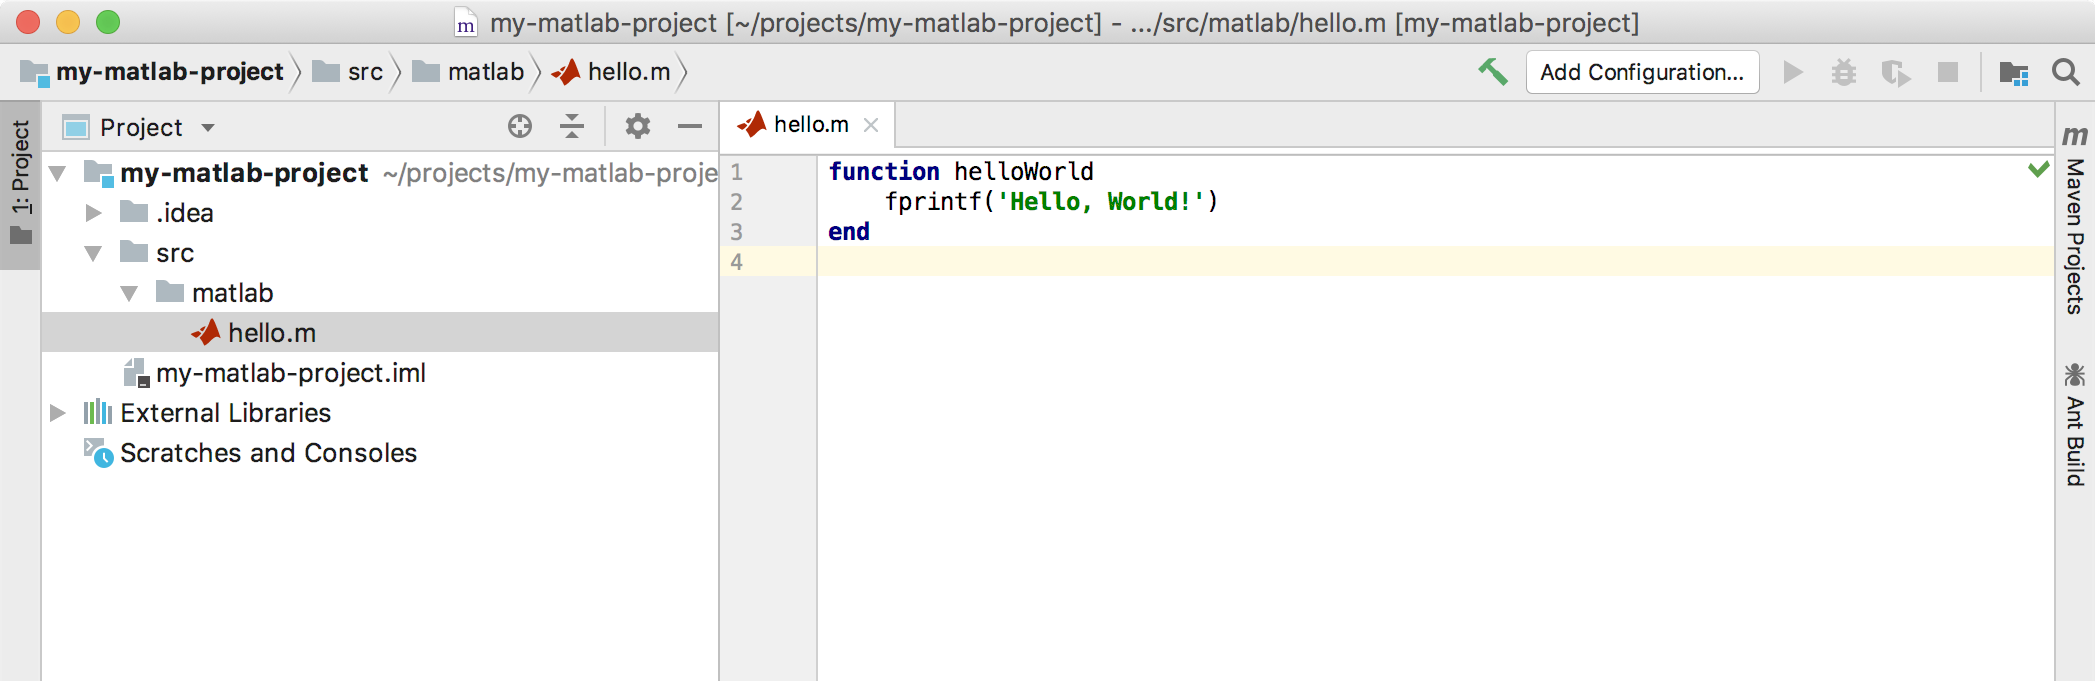 my-matlab-project [~/projects/my-matlab-project] - .../src/matlab/hello.m [my-matlab-project]
my-matlab-project src matlab hello.m Add Configuration...
1: Project
Project
my-matlab-project ~/projects/my-matlab-proje
.idea
src
matlab
hello.m
my-matlab-project.iml
External Libraries
Scratches and Consoles
hello.m
1 function helloWorld
2 fprintf('Hello, World!')
3 end
4
m Maven Projects
Ant Build